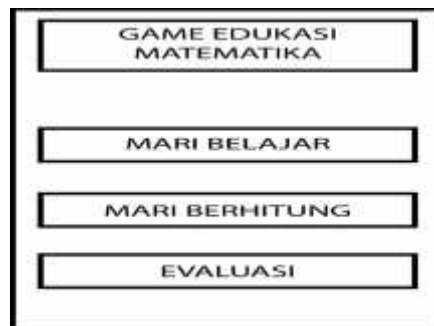 GAME EDUKASI
MATEMATIKA
MARI BELAJAR
MARI BERHITUNG
EVALUASI